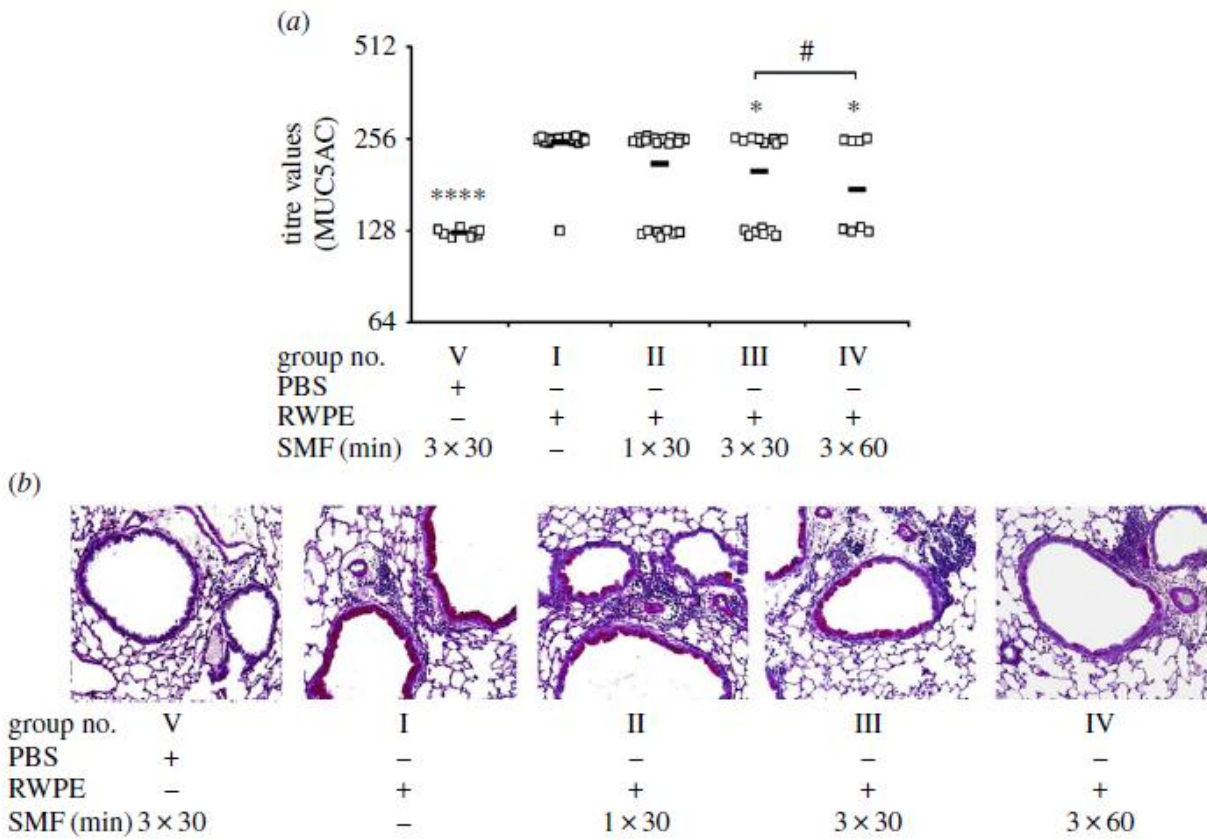 (a)
512
256
128
64
titre values
(MUC5AC)
****
*
*
#
group no. V I II III IV
PBS + – – – –
RWPE – + + + +
SMF (min) 3 × 30 – 1 × 30 3 × 30 3 × 60
(b)
group no. V I II III IV
PBS + – – – –
RWPE – + + + +
SMF (min) 3 × 30 – 1 × 30 3 × 30 3 × 60